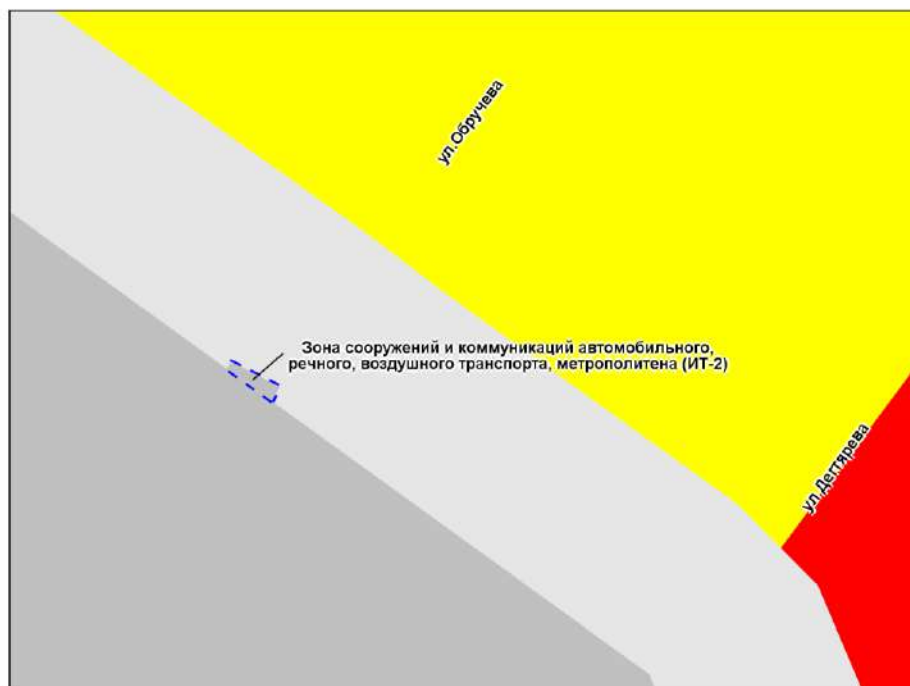 ул.Обручева
Зона сооружений и коммуникаций автомобильного,
речного, воздушного транспорта, метрополитена (ИТ-2)
ул.Дегтярева